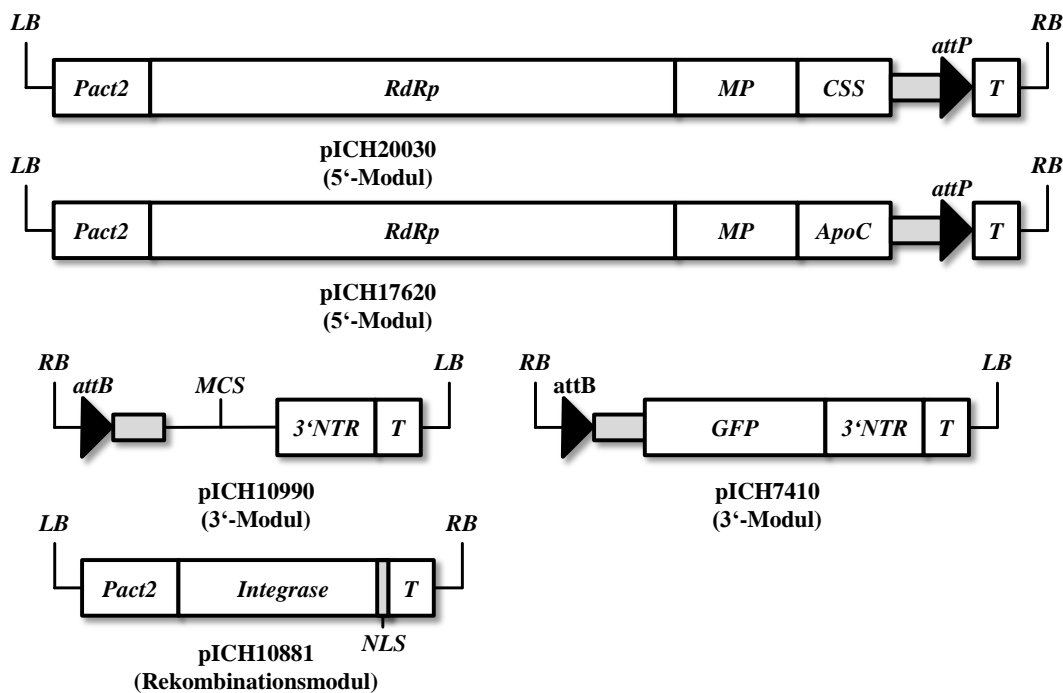 LB RB
attP
Pact2 RdRp MP CSS T
pICH20030
(5‘-Modul)
LB RB
attP
Pact2 RdRp MP ApoC T
pICH17620
(5‘-Modul)
RB LB
attB MCS
3‘NTR T
pICH10990
(3‘-Modul)
RB LB
attB
GFP 3‘NTR T
pICH7410
(3‘-Modul)
LB RB
Pact2 Integrase T
NLS
pICH10881
(Rekombinationsmodul)